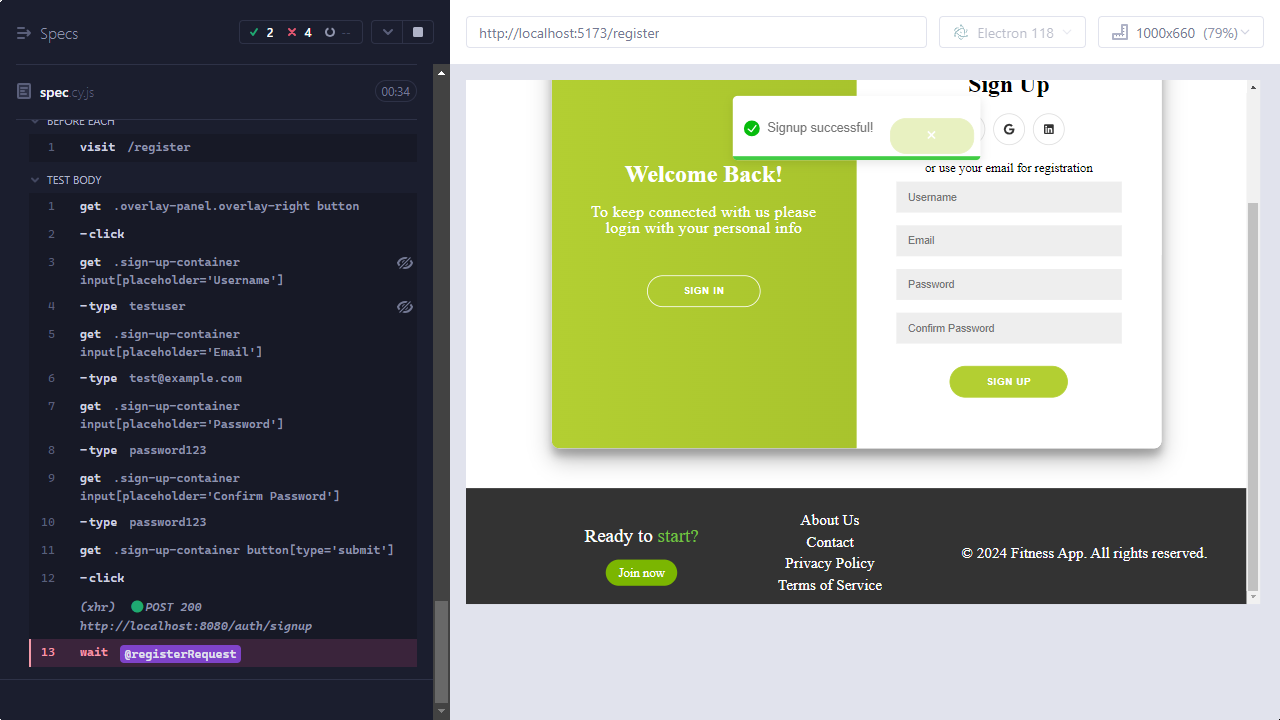 Specs
2
4
--
spec.cy.js
00:34
BEFORE EACH
1 visit /register
TEST BODY
1 get .overlay-panel.overlay-right button
2 -click
3 get .sign-up-container
input[placeholder='Username']
4 -type testuser
5 get .sign-up-container
input[placeholder='Email']
6 -type test@example.com
7 get .sign-up-container
input[placeholder='Password']
8 -type password123
9 get .sign-up-container
input[placeholder='Confirm Password']
10 -type password123
11 get .sign-up-container button[type='submit']
12 -click
(xhr) POST 200
http://localhost:8080/auth/signup
13 wait @registerRequest
http://localhost:5173/register
Electron 118
1000x660 (79%)
Signup successful!
Welcome Back!
To keep connected with us please
login with your personal info
SIGN IN
Sign Up
or use your email for registration
Username
Email
Password
Confirm Password
SIGN UP
Ready to start?
Join now
About Us
Contact
Privacy Policy
Terms of Service
© 2024 Fitness App. All rights reserved.